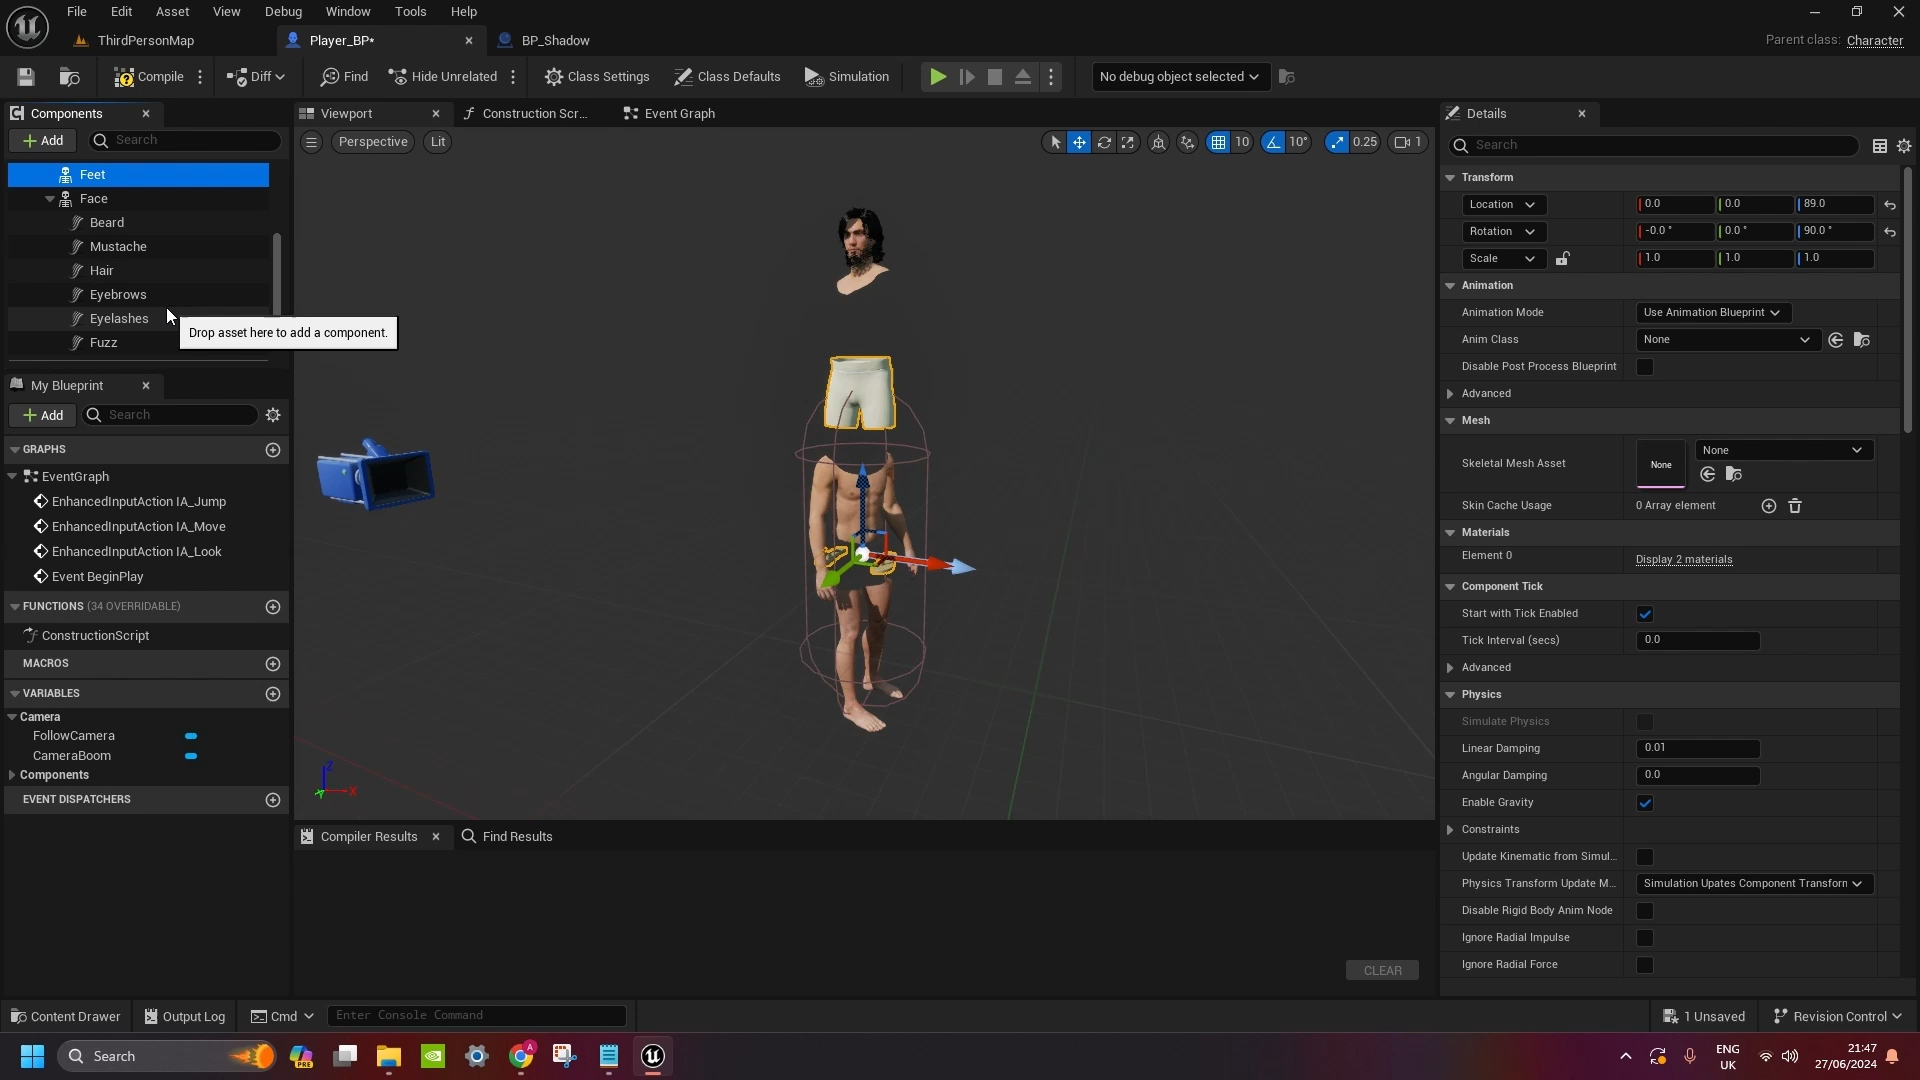 File Edit Asset View Debug Window Tools Help
ThirdPersonMap Player_BP* BP_Shadow
Parent class: Character
Compile Diff Find Hide Unrelated Class Settings Class Defaults Simulation No debug object selected
Components
Add Search
Feet
Face
Beard
Mustache
Hair
Eyebrows
Eyelashes
Fuzz
Drop asset here to add a component.
My Blueprint
Add Search
GRAPHS
EventGraph
EnhancedInputAction IA_Jump
EnhancedInputAction IA_Move
EnhancedInputAction IA_Look
Event BeginPlay
FUNCTIONS (34 OVERRIDABLE)
ConstructionScript
MACROS
VARIABLES
Camera
FollowCamera
CameraBoom
Components
EVENT DISPATCHERS
Viewport Construction Scr... Event Graph
Perspective Lit 10 10° 0.25 1
Z
X
Compiler Results Find Results
CLEAR
Details
Search
Transform
Location 0.0 0.0 89.0
Rotation -0.0 ° 0.0 ° 90.0 °
Scale 1.0 1.0 1.0
Animation
Animation Mode Use Animation Blueprint
Anim Class None
Disable Post Process Blueprint
Advanced
Mesh
Skeletal Mesh Asset None None
Skin Cache Usage 0 Array element
Materials
Element 0 Display 2 materials
Component Tick
Start with Tick Enabled
Tick Interval (secs) 0.0
Advanced
Physics
Simulate Physics
Linear Damping 0.01
Angular Damping 0.0
Enable Gravity
Constraints
Update Kinematic from Simul...
Physics Transform Update M... Simulation Upates Component Transform
Disable Rigid Body Anim Node
Ignore Radial Impulse
Ignore Radial Force
Content Drawer Output Log Cmd Enter Console Command 1 Unsaved Revision Control
Search PRE A ENG
UK
21:47
27/06/2024